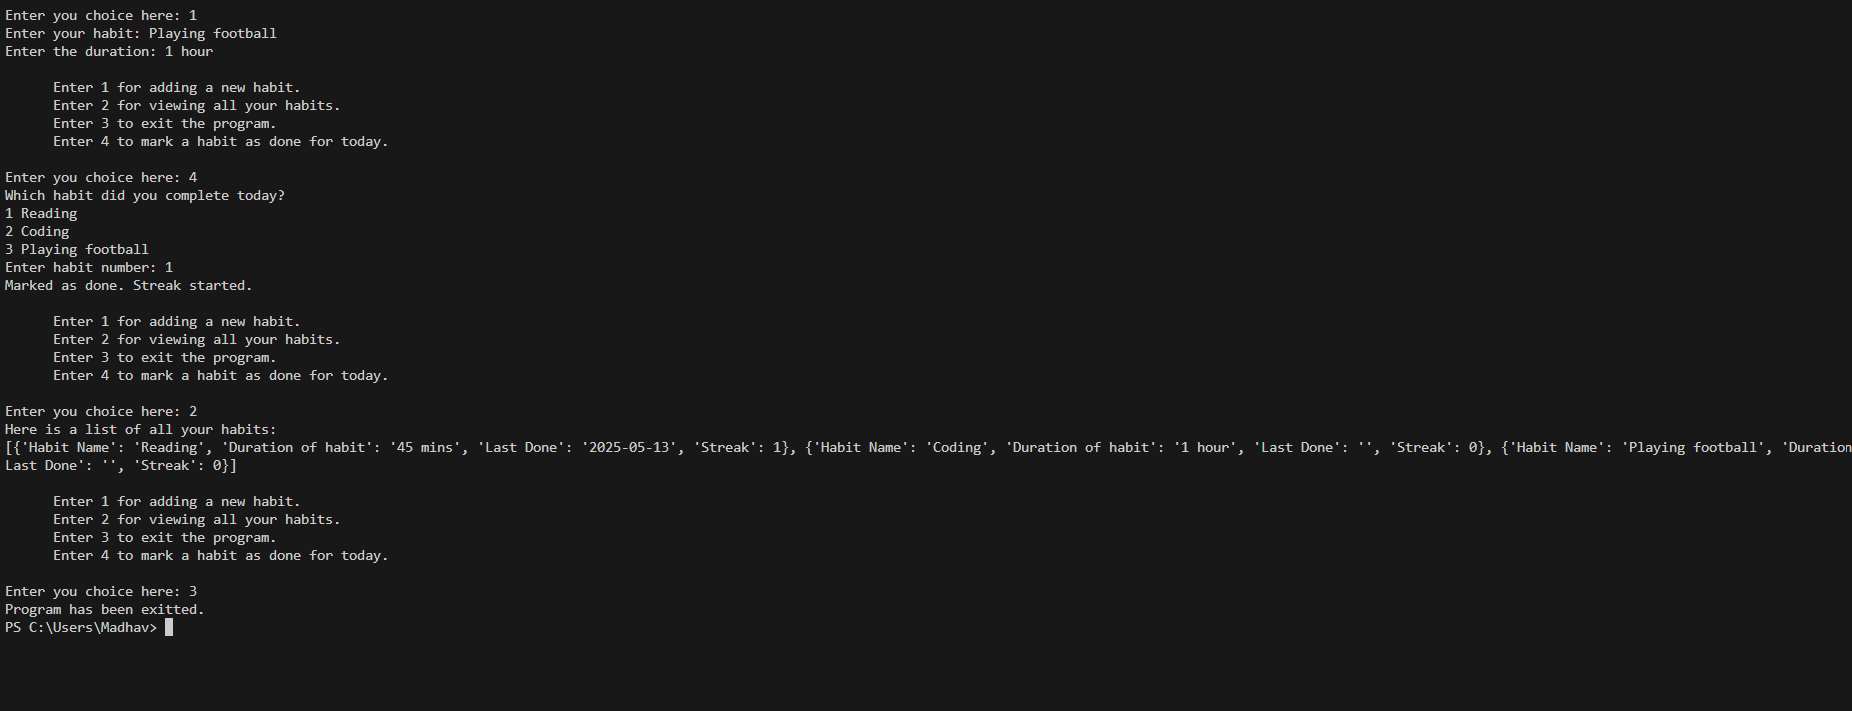 Enter you choice here: 1
Enter your habit: Playing football
Enter the duration: 1 hour
Enter 1 for adding a new habit.
Enter 2 for viewing all your habits.
Enter 3 to exit the program.
Enter 4 to mark a habit as done for today.
Enter you choice here: 4
Which habit did you complete today?
1 Reading
2 Coding
3 Playing football
Enter habit number: 1
Marked as done. Streak started.
Enter 1 for adding a new habit.
Enter 2 for viewing all your habits.
Enter 3 to exit the program.
Enter 4 to mark a habit as done for today.
Enter you choice here: 2
Here is a list of all your habits:
[{'Habit Name': 'Reading', 'Duration of habit': '45 mins', 'Last Done': '2025-05-13', 'Streak': 1}, {'Habit Name': 'Coding', 'Duration of habit': '1 hour', 'Last Done': '', 'Streak': 0}, {'Habit Name': 'Playing football', 'Duration
Last Done': '', 'Streak': 0}]
Enter 1 for adding a new habit.
Enter 2 for viewing all your habits.
Enter 3 to exit the program.
Enter 4 to mark a habit as done for today.
Enter you choice here: 3
Program has been exitted.
PS C:\Users\Madhav>